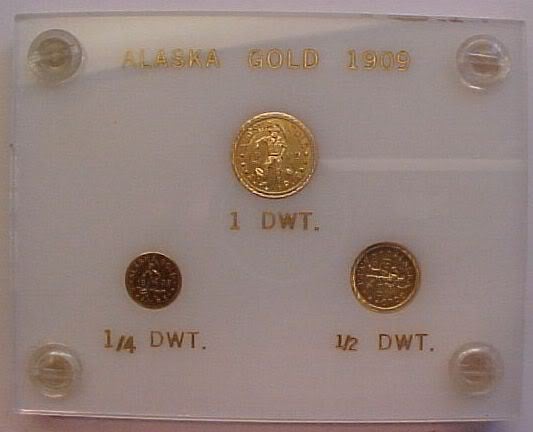 ALASKA GOLD 1909
1 DWT.
1/4 DWT.
1/2 DWT.